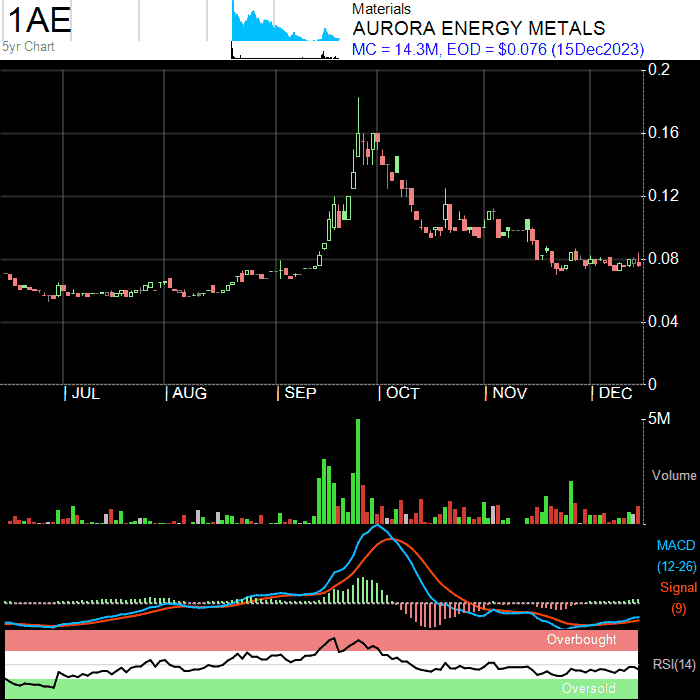 1AE
5yr Chart
Materials
AURORA ENERGY METALS
MC = 14.3M, EOD = $0.076 (15Dec2023)
0.2
0.16
0.12
0.08
0.04
0
JUL AUG SEP OCT NOV DEC
5M
Volume
MACD
(12-26)
Signal
(9)
Overbought
RSI(14)
Oversold